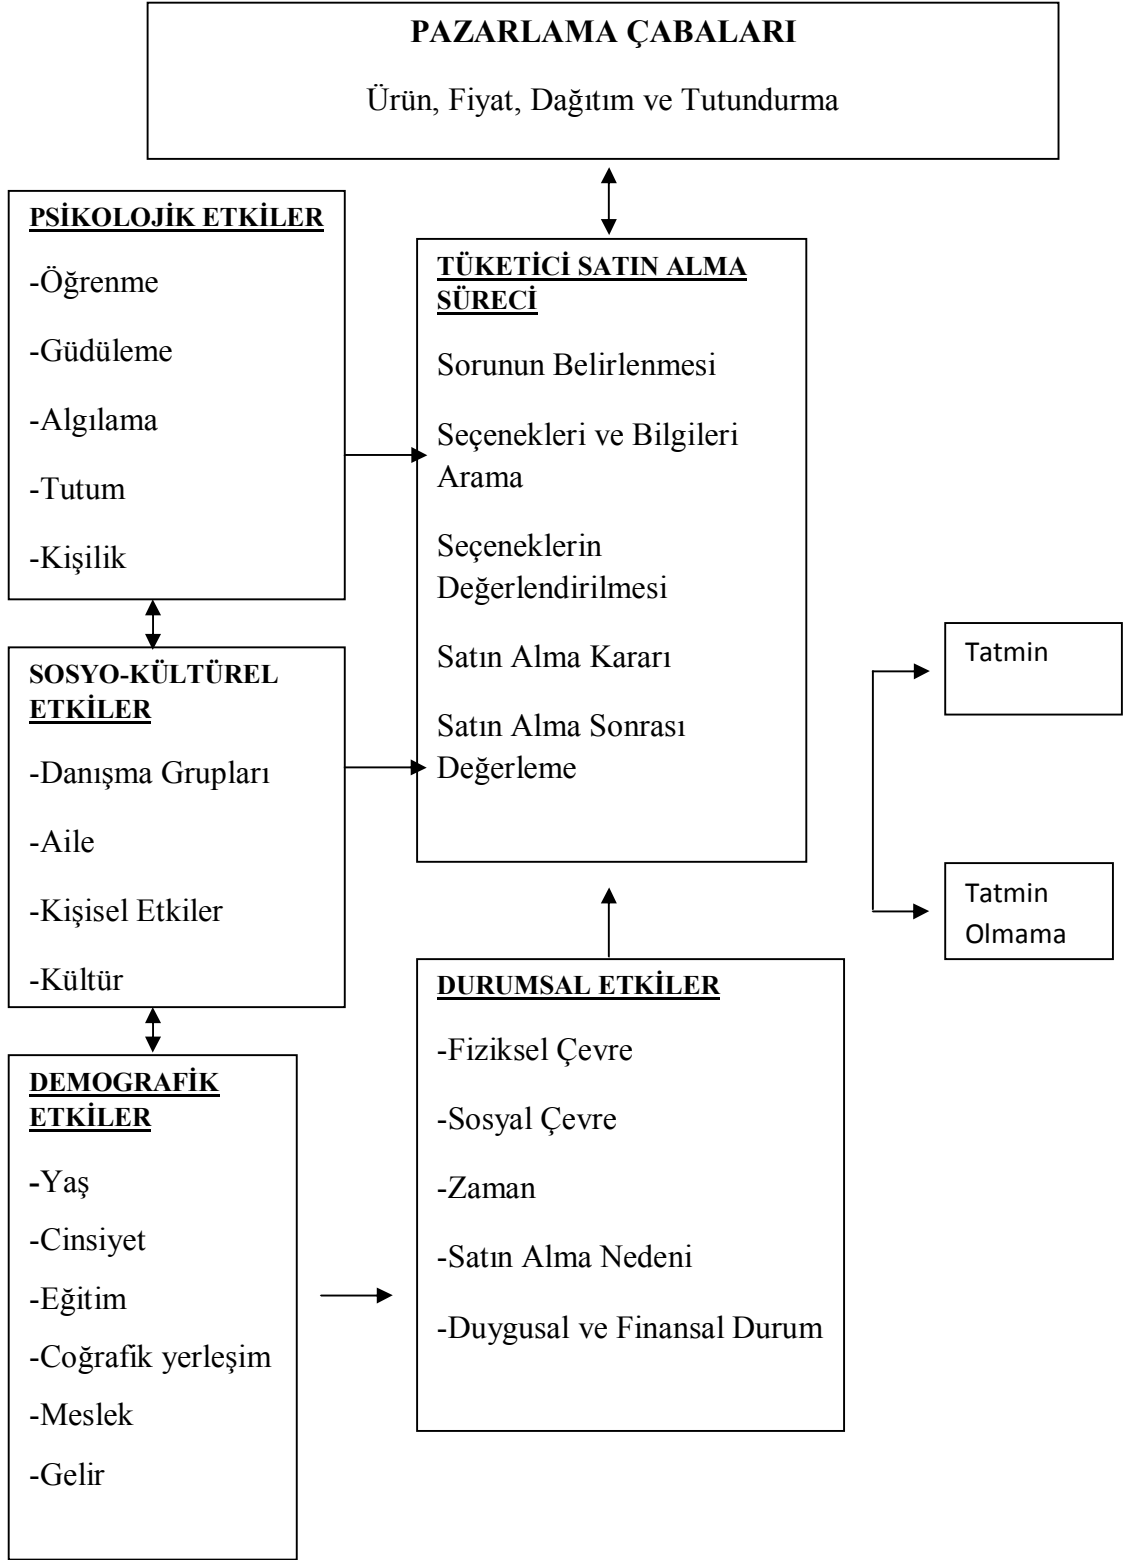 PAZARLAMA ÇABALARI
Ürün, Fiyat, Dağıtım ve Tutundurma
PSİKOLOJİK ETKİLER
-Öğrenme
-Güdüleme
-Algılama
-Tutum
-Kişilik
TÜKETİCİ SATIN ALMA
SÜRECİ
Sorunun Belirlenmesi
Seçenekleri ve Bilgileri
Arama
Seçeneklerin
Değerlendirilmesi
Satın Alma Kararı
Satın Alma Sonrası
Değerleme
SOSYO-KÜLTÜREL
ETKİLER
-Danışma Grupları
-Aile
-Kişisel Etkiler
-Kültür
Tatmin
Tatmin
Olmama
DEMOGRAFİK
ETKİLER
-Yaş
-Cinsiyet
-Eğitim
-Coğrafik yerleşim
-Meslek
-Gelir
DURUMSAL ETKİLER
-Fiziksel Çevre
-Sosyal Çevre
-Zaman
-Satın Alma Nedeni
-Duygusal ve Finansal Durum